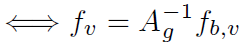 ⟺ f_v = A_g^{-1} f_{b,v}